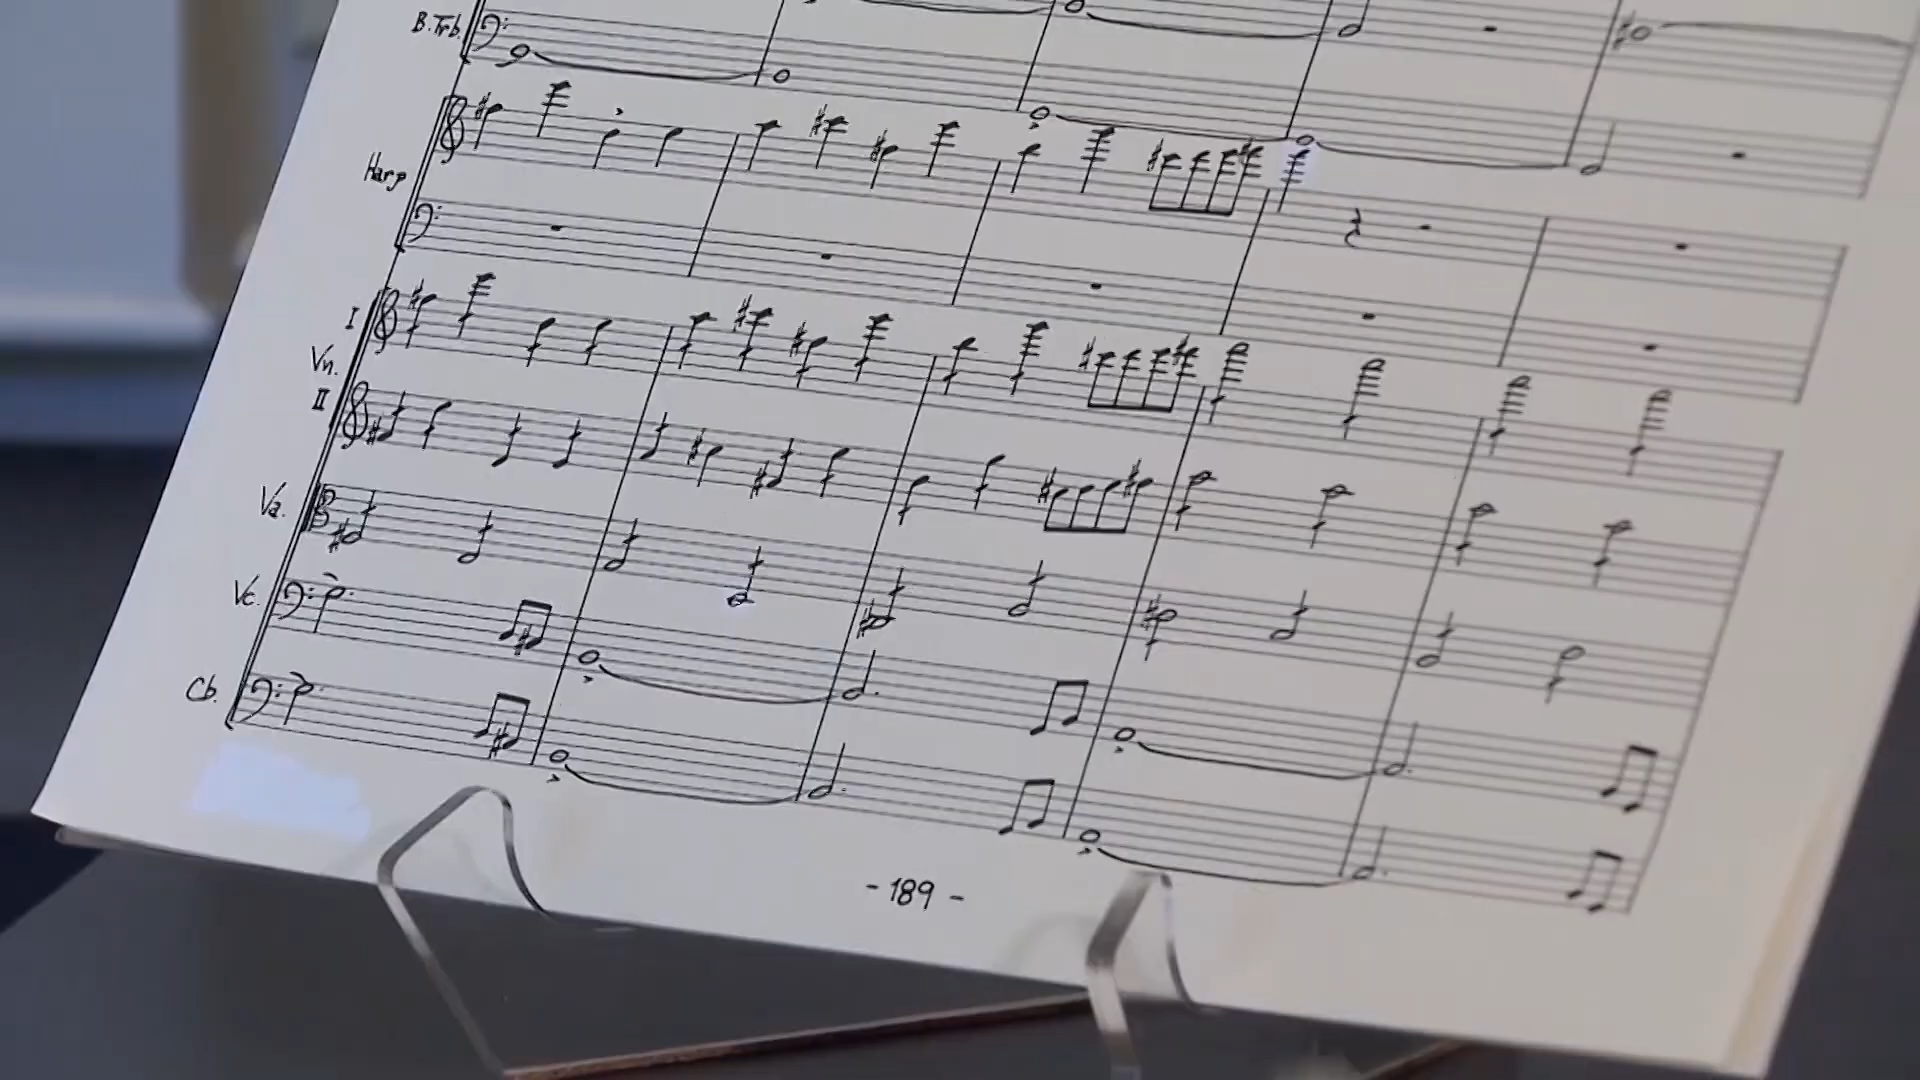 B. Trb.
Harp
I
Vn.
II
Va.
Vc.
Cb.
- 189 -